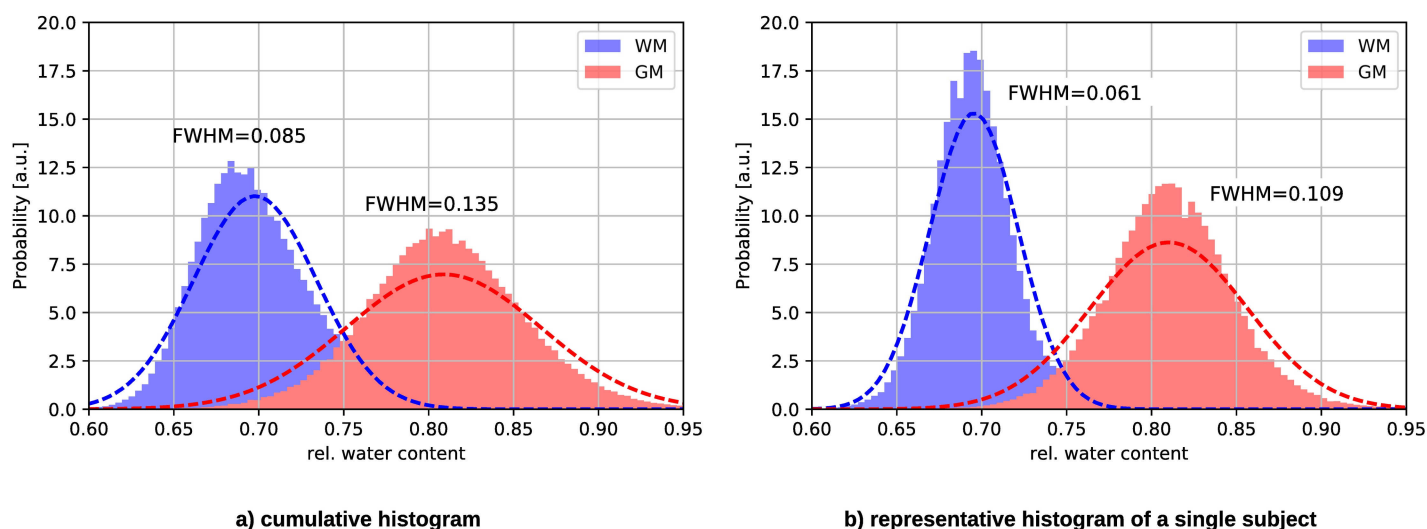 20.0
17.5
15.0
12.5
10.0
7.5
5.0
2.5
0.0
Probability [a.u.]
WM
GM
FWHM=0.085
FWHM=0.135
0.60 0.65 0.70 0.75 0.80 0.85 0.90 0.95
rel. water content
a) cumulative histogram
20.0
17.5
15.0
12.5
10.0
7.5
5.0
2.5
0.0
Probability [a.u.]
WM
GM
FWHM=0.061
FWHM=0.109
0.60 0.65 0.70 0.75 0.80 0.85 0.90 0.95
rel. water content
b) representative histogram of a single subject